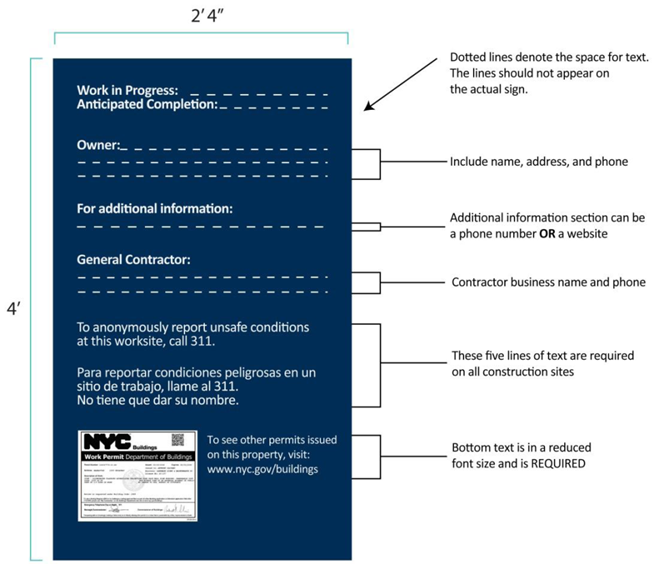 2’ 4”
4’
Work in Progress:
Anticipated Completion:
Owner:
For additional information:
General Contractor:
To anonymously report unsafe conditions
at this worksite, call 311.
Para reportar condiciones peligrosas en un
sitio de trabajo, llame al 311.
No tiene que dar su nombre.
NYC Buildings
Work Permit Department of Buildings
To see other permits issued
on this property, visit:
www.nyc.gov/buildings
Dotted lines denote the space for text.
The lines should not appear on
the actual sign.
Include name, address, and phone
Additional information section can be
a phone number OR a website
Contractor business name and phone
These five lines of text are required
on all construction sites
Bottom text is in a reduced
font size and is REQUIRED